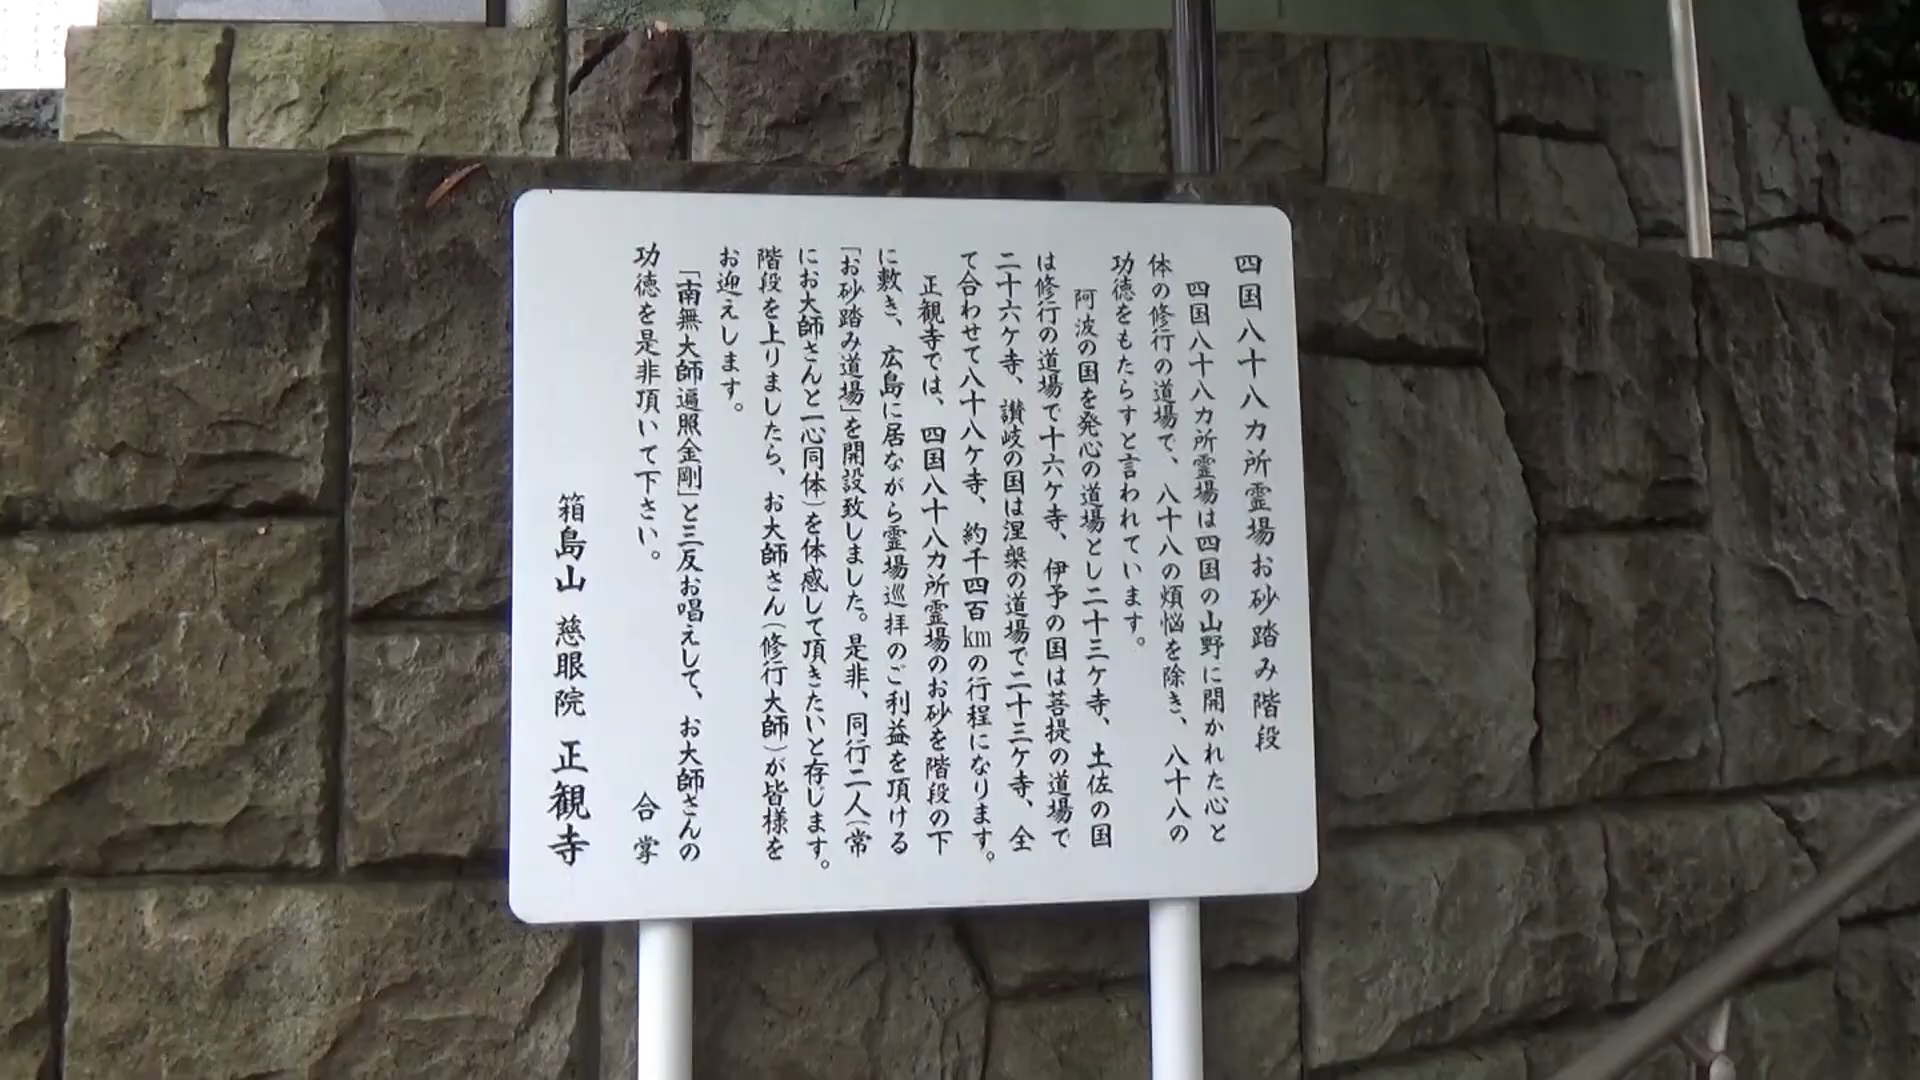 四国八十八カ所霊場お砂踏み階段
四国八十八カ所霊場は四国の山野に開かれた心と
体の修行の道場で、八十八の煩悩を除き、八十八の
功徳をもたらすと言われています。
阿波の国を発心の道場とし二十三ケ寺、土佐の国
は修行の道場で十六ケ寺、伊予の国は菩提の道場で
二十六ケ寺、讃岐の国は涅槃の道場で二十三ケ寺、全
て合わせて八十八ケ寺、約千四百kmの行程になります。
正観寺では、四国八十八カ所霊場のお砂を階段の下
に敷き、広島に居ながら霊場巡拝のご利益を頂ける
「お砂踏み道場」を開設致しました。是非、同行二人(常
にお大師さんと一心同体)を体感して頂きたいと存じます。
階段を上りましたら、お大師さん(修行大師)が皆様を
お迎えします。
「南無大師遍照金剛」と三反お唱えして、お大師さんの
功徳を是非頂いて下さい。
合掌
箱島山 慈眼院 正観寺